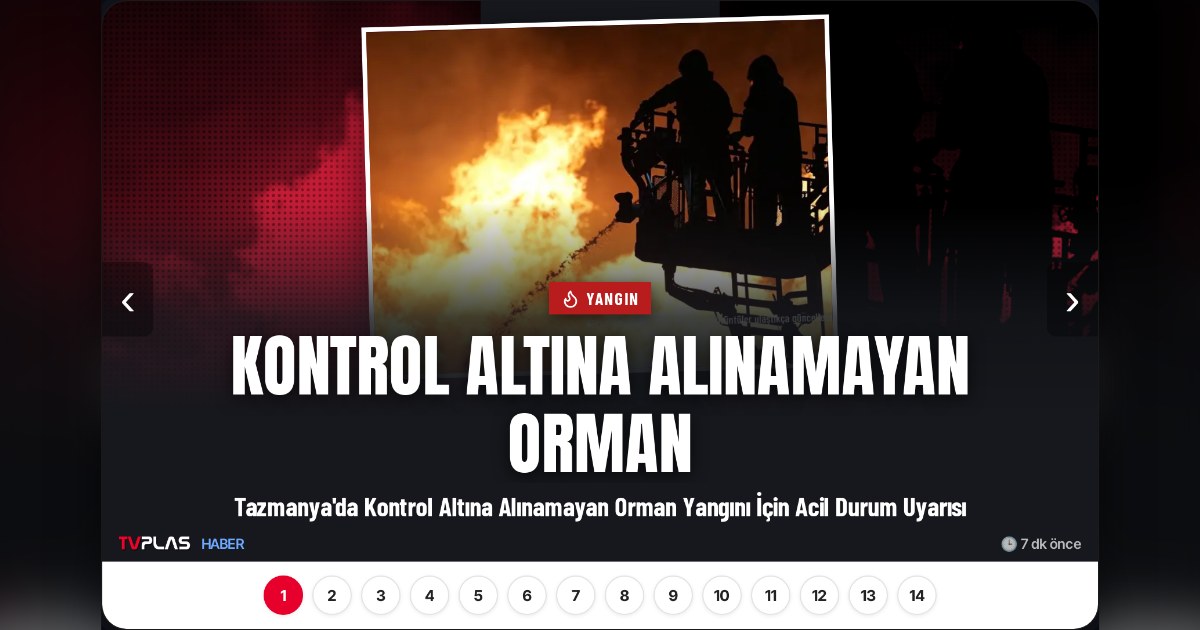 YANGIN
KONTROL ALTINA ALINAMAYAN
ORMAN
Tazmanya'da Kontrol Altına Alınamayan Orman Yangını İçin Acil Durum Uyarısı
TVPLAS HABER
7 dk önce
1 2 3 4 5 6 7 8 9 10 11 12 13 14